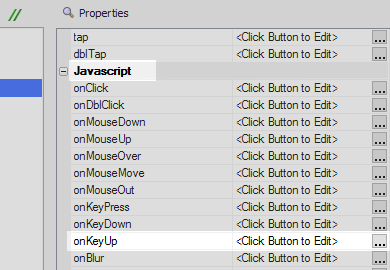 //
Properties
tap <Click Button to Edit> ...
dblTap <Click Button to Edit> ...
Javascript
onClick <Click Button to Edit> ...
onDblClick <Click Button to Edit> ...
onMouseDown <Click Button to Edit> ...
onMouseUp <Click Button to Edit> ...
onMouseOver <Click Button to Edit> ...
onMouseMove <Click Button to Edit> ...
onMouseOut <Click Button to Edit> ...
onKeyPress <Click Button to Edit> ...
onKeyDown <Click Button to Edit> ...
onKeyUp <Click Button to Edit> ...
onBlur <Click Button to Edit> ...